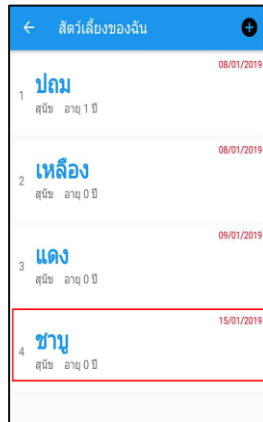 สัตว์เลี้ยงของฉัน
08/01/2019
1 ปถม
สุนัข อายุ 1 ปี
08/01/2019
2 เหลือง
สุนัข อายุ 0 ปี
09/01/2019
3 แดง
สุนัข อายุ 0 ปี
15/01/2019
4 ชาบู
สุนัข อายุ 0 ปี